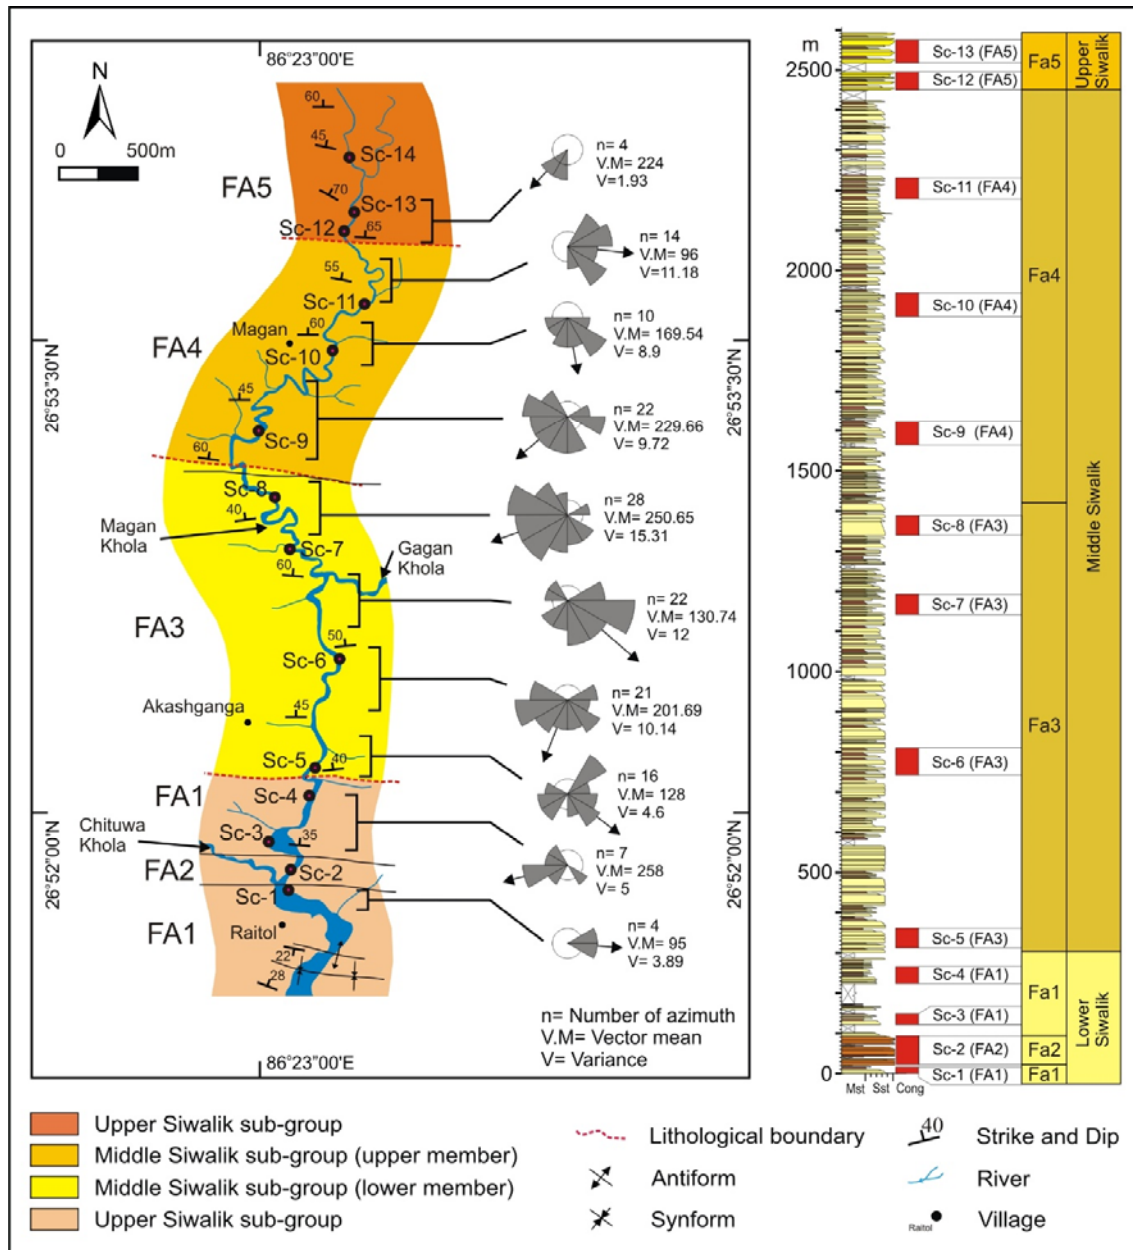 86°23'00"E
N
0 500m
60
45
Sc-14
FA5
70
Sc-13
Sc-12
65
n= 4
V.M= 224
V=1.93
55
Sc-11
n= 14
V.M= 96
V=11.18
Magan
60
FA4
Sc-10
n= 10
V.M= 169.54
V= 8.9
26°53'30"N
26°53'30"N
45
Sc-9
60
n= 22
V.M= 229.66
V= 9.72
Sc-8
40
Magan
Khola
Sc-7
60
Gagan
Khola
n= 28
V.M= 250.65
V= 15.31
FA3
50
Sc-6
n= 22
V.M= 130.74
V= 12
Akashganga
45
n= 21
V.M= 201.69
V= 10.14
Sc-5
40
FA1
Sc-4
n= 16
V.M= 128
V= 4.6
Chituwa
Khola
Sc-3
35
26°52'00"N
26°52'00"N
FA2
Sc-2
n= 7
V.M= 258
V= 5
Sc-1
FA1
Raitol
22
28
n= 4
V.M= 95
V= 3.89
n= Number of azimuth
V.M= Vector mean
V= Variance
86°23'00"E
m
2500
2000
1500
1000
500
0
Mst Sst Cong
Sc-13 (FA5)
Sc-12 (FA5)
Sc-11 (FA4)
Sc-10 (FA4)
Sc-9 (FA4)
Sc-8 (FA3)
Sc-7 (FA3)
Sc-6 (FA3)
Sc-5 (FA3)
Sc-4 (FA1)
Sc-3 (FA1)
Sc-2 (FA2)
Sc-1 (FA1)
Fa5
Fa4
Fa3
Fa1
Fa2
Fa1
Upper
Siwalik
Middle Siwalik
Lower
Siwalik
Upper Siwalik sub-group
Middle Siwalik sub-group (upper member)
Middle Siwalik sub-group (lower member)
Upper Siwalik sub-group
Lithological boundary
Antiform
Synform
40
Strike and Dip
River
Raitol
Village